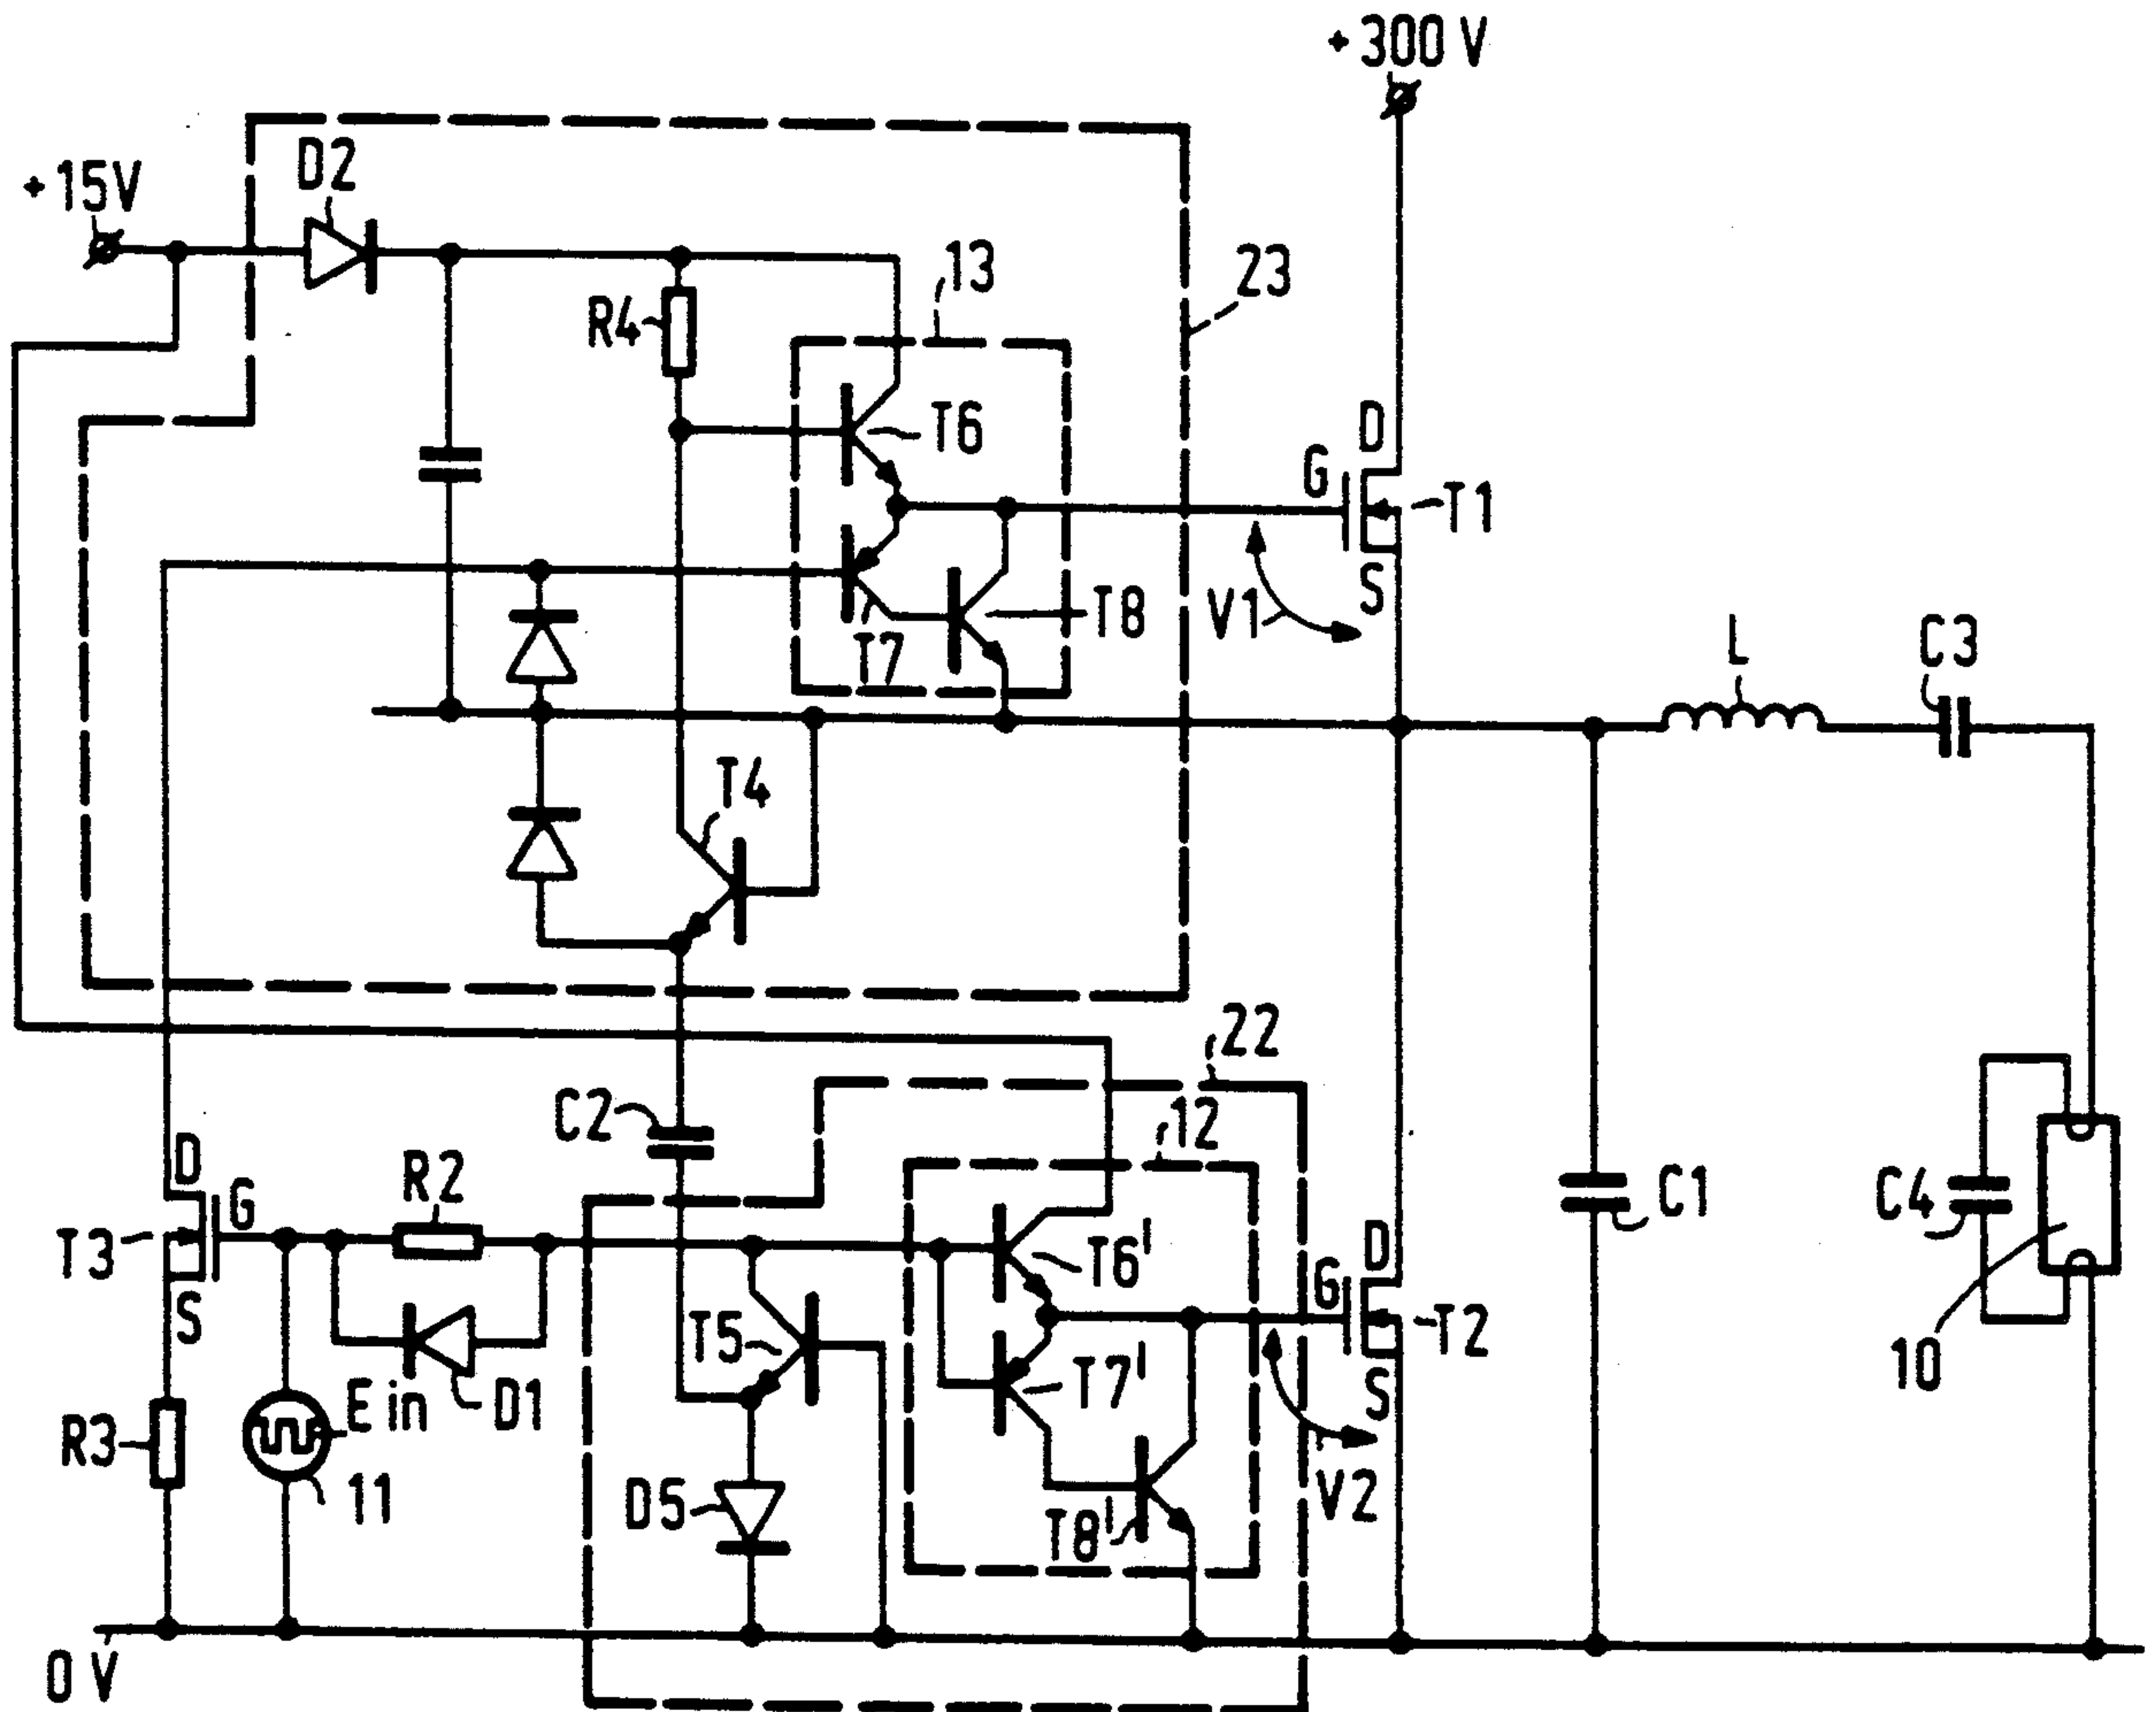 +300 V
+15V
D2
13
23
R4
T6
D
G
T1
S
V1
T7
T8
L
C3
T4
22
12
C2
D
G
T3
S
R2
T6'
C1
C4
D
G
T2
S
10
T5
T7'
E in
D1
R3
11
D5
T8'
V2
0 V